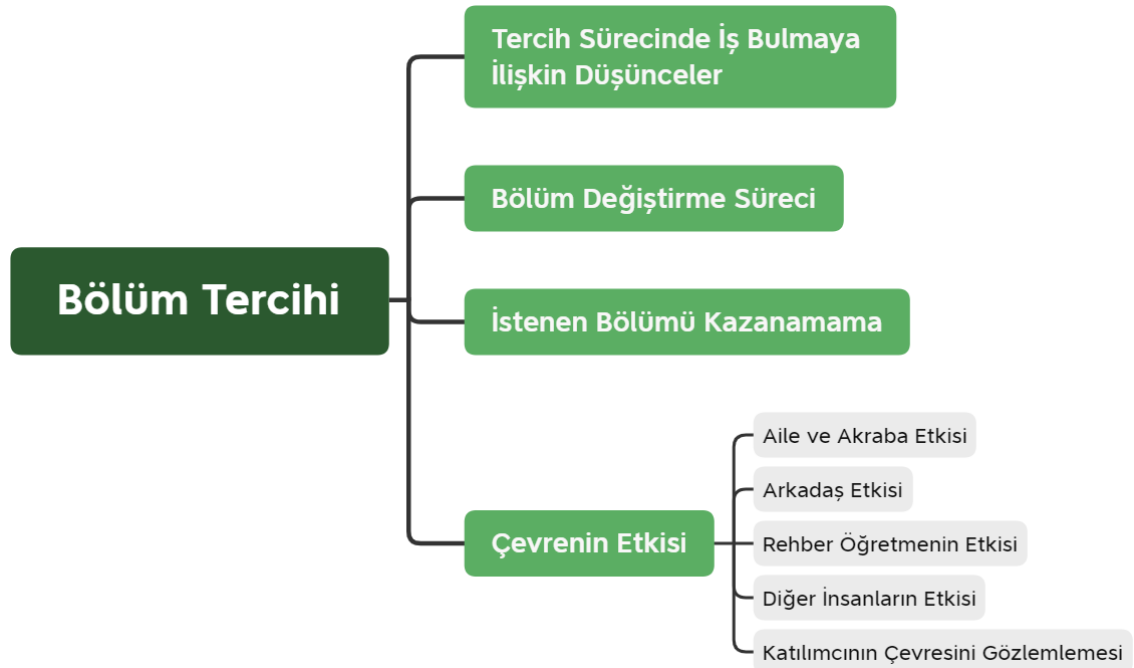 Bölüm Tercihi
Tercih Sürecinde İş Bulmaya
İlişkin Düşünceler
Bölüm Değiştirme Süreci
İstenen Bölümü Kazanamama
Çevrenin Etkisi
Aile ve Akraba Etkisi
Arkadaş Etkisi
Rehber Öğretmenin Etkisi
Diğer İnsanların Etkisi
Katılımcının Çevresini Gözlemlemesi